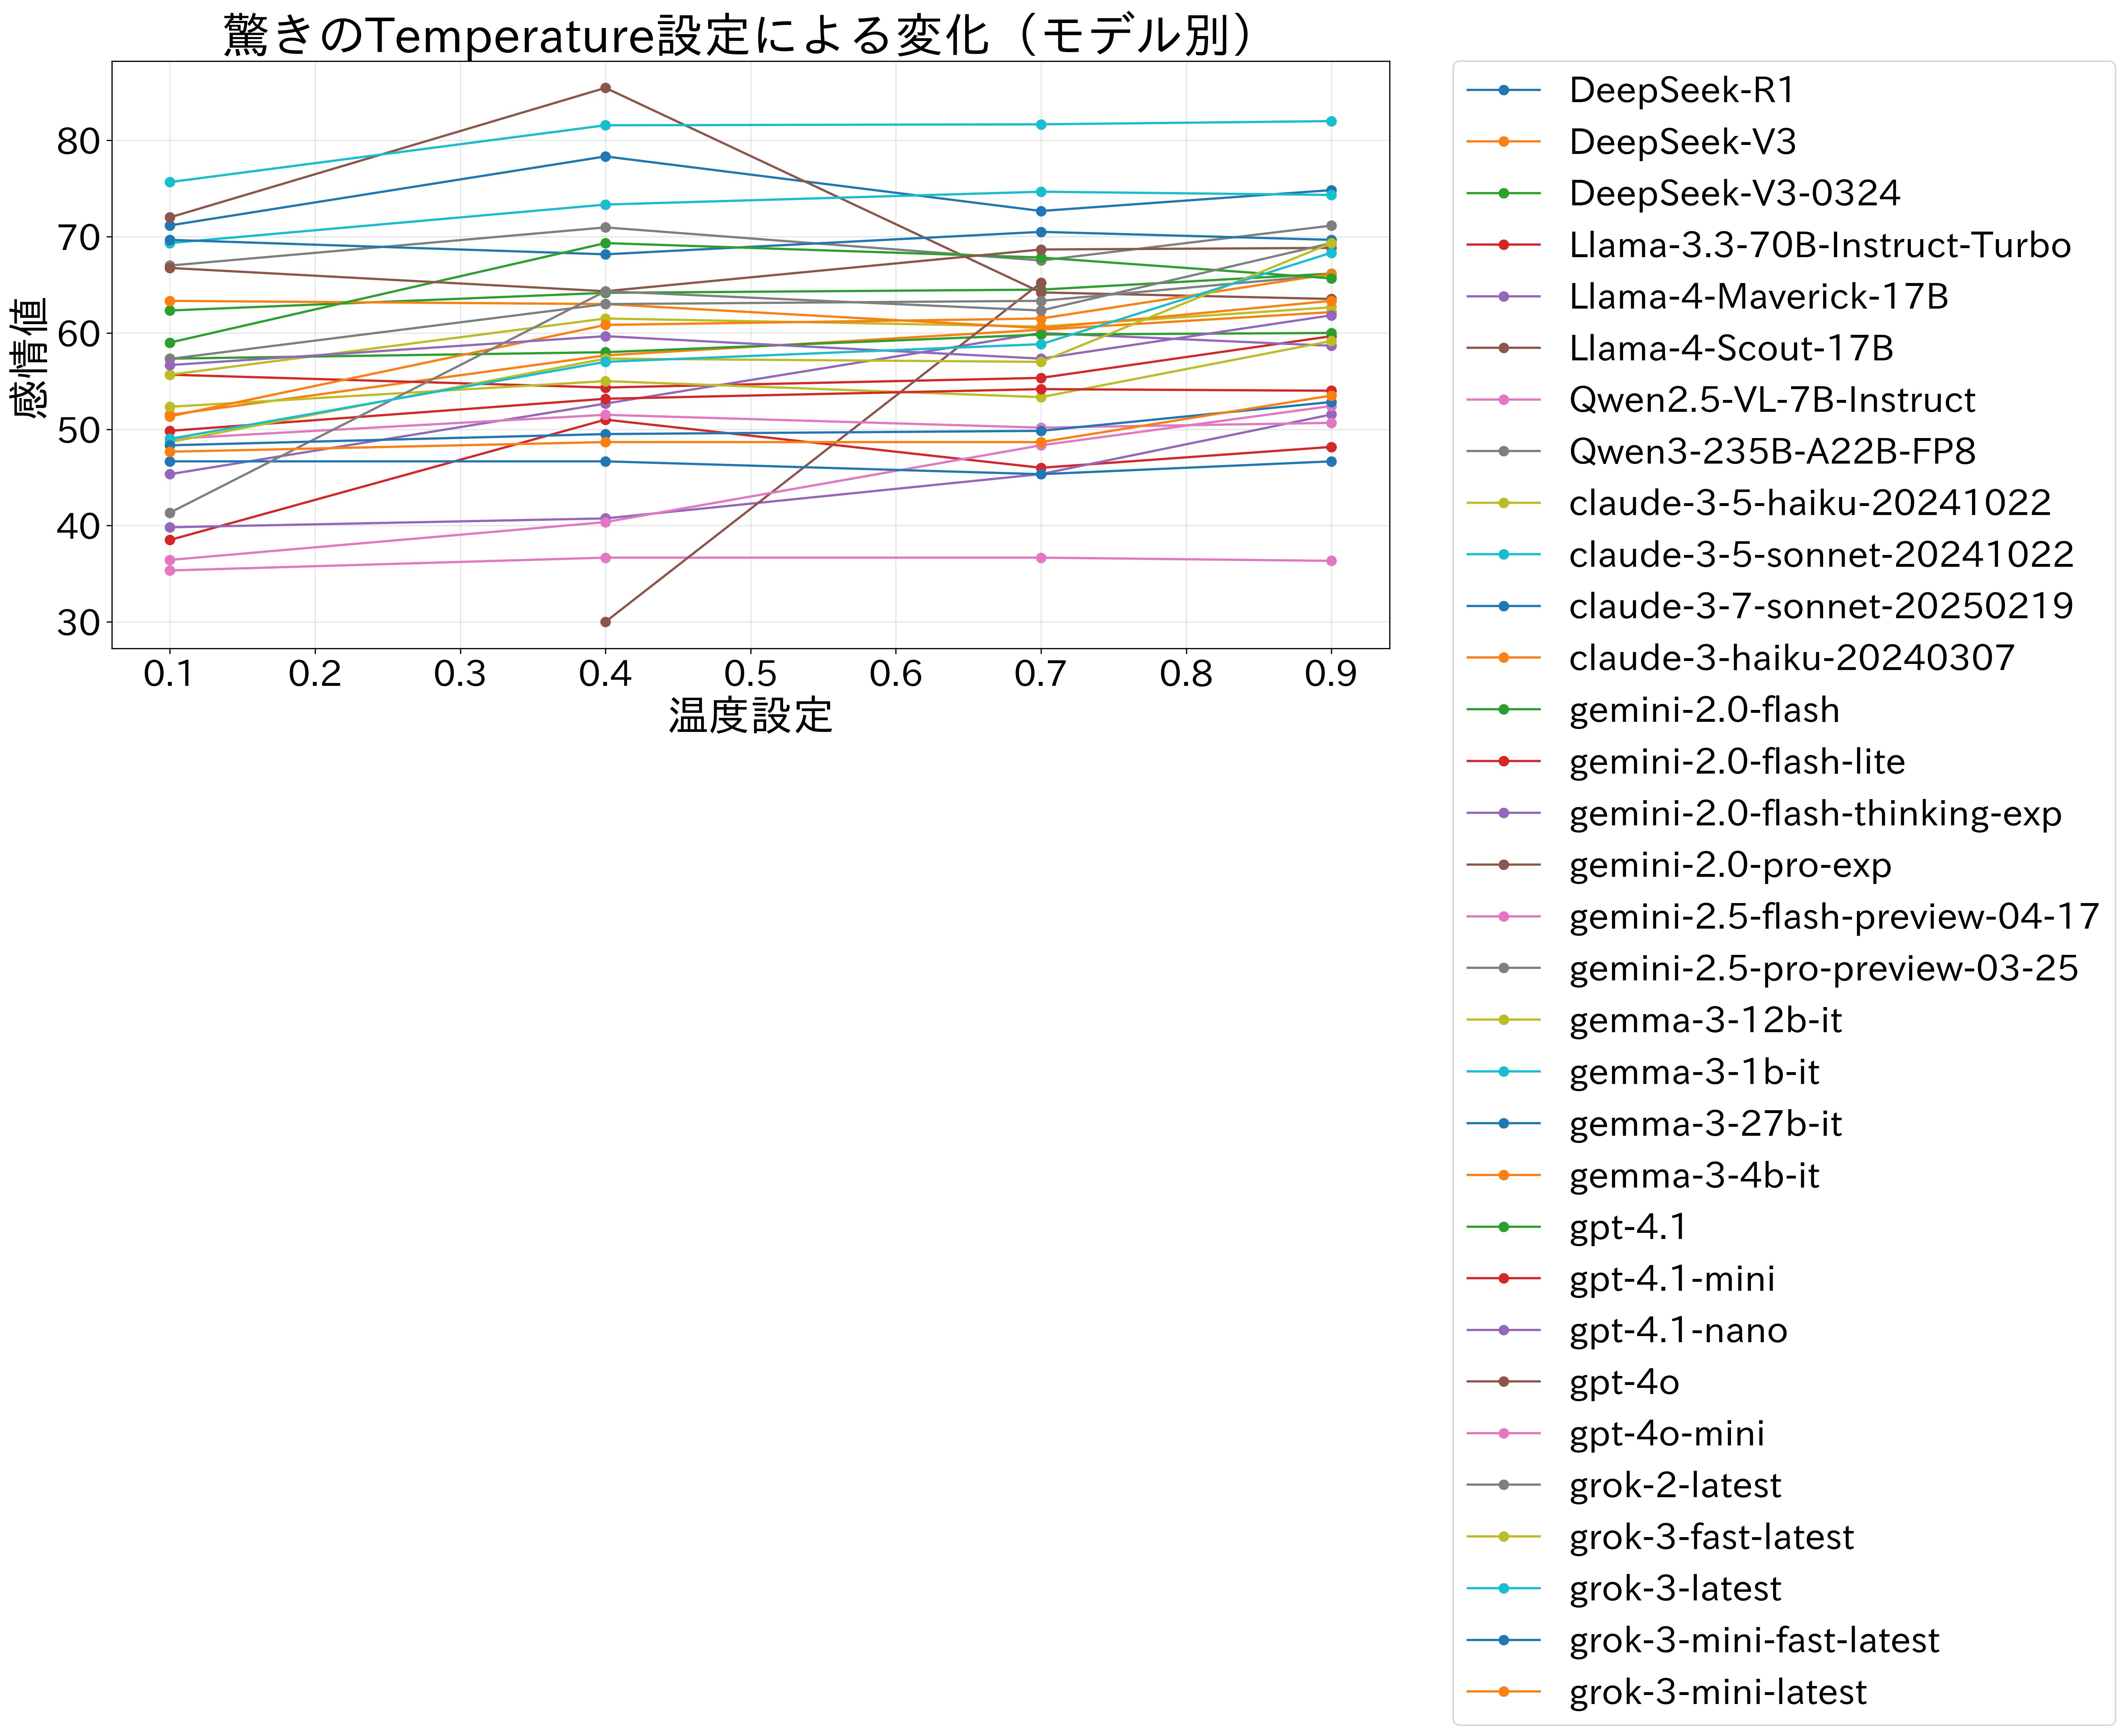 驚きのTemperature設定による変化（モデル別）
感情値
80
70
60
50
40
30
0.1 0.2 0.3 0.4 0.5 0.6 0.7 0.8 0.9
温度設定
DeepSeek-R1
DeepSeek-V3
DeepSeek-V3-0324
Llama-3.3-70B-Instruct-Turbo
Llama-4-Maverick-17B
Llama-4-Scout-17B
Qwen2.5-VL-7B-Instruct
Qwen3-235B-A22B-FP8
claude-3-5-haiku-20241022
claude-3-5-sonnet-20241022
claude-3-7-sonnet-20250219
claude-3-haiku-20240307
gemini-2.0-flash
gemini-2.0-flash-lite
gemini-2.0-flash-thinking-exp
gemini-2.0-pro-exp
gemini-2.5-flash-preview-04-17
gemini-2.5-pro-preview-03-25
gemma-3-12b-it
gemma-3-1b-it
gemma-3-27b-it
gemma-3-4b-it
gpt-4.1
gpt-4.1-mini
gpt-4.1-nano
gpt-4o
gpt-4o-mini
grok-2-latest
grok-3-fast-latest
grok-3-latest
grok-3-mini-fast-latest
grok-3-mini-latest